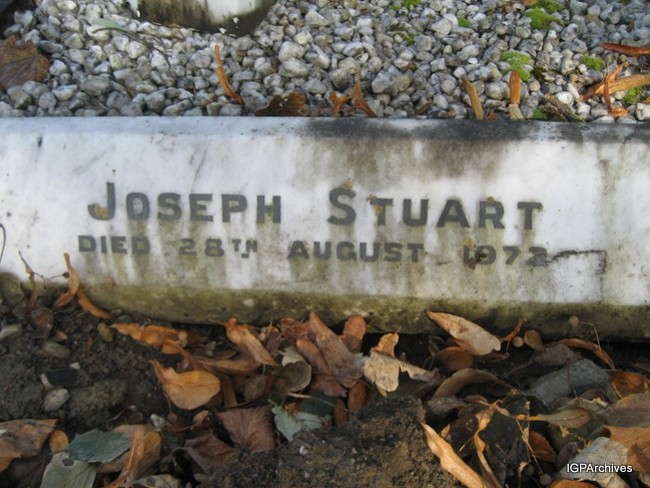 JOSEPH STUART
DIED 28TH AUGUST 1973
IGPArchives